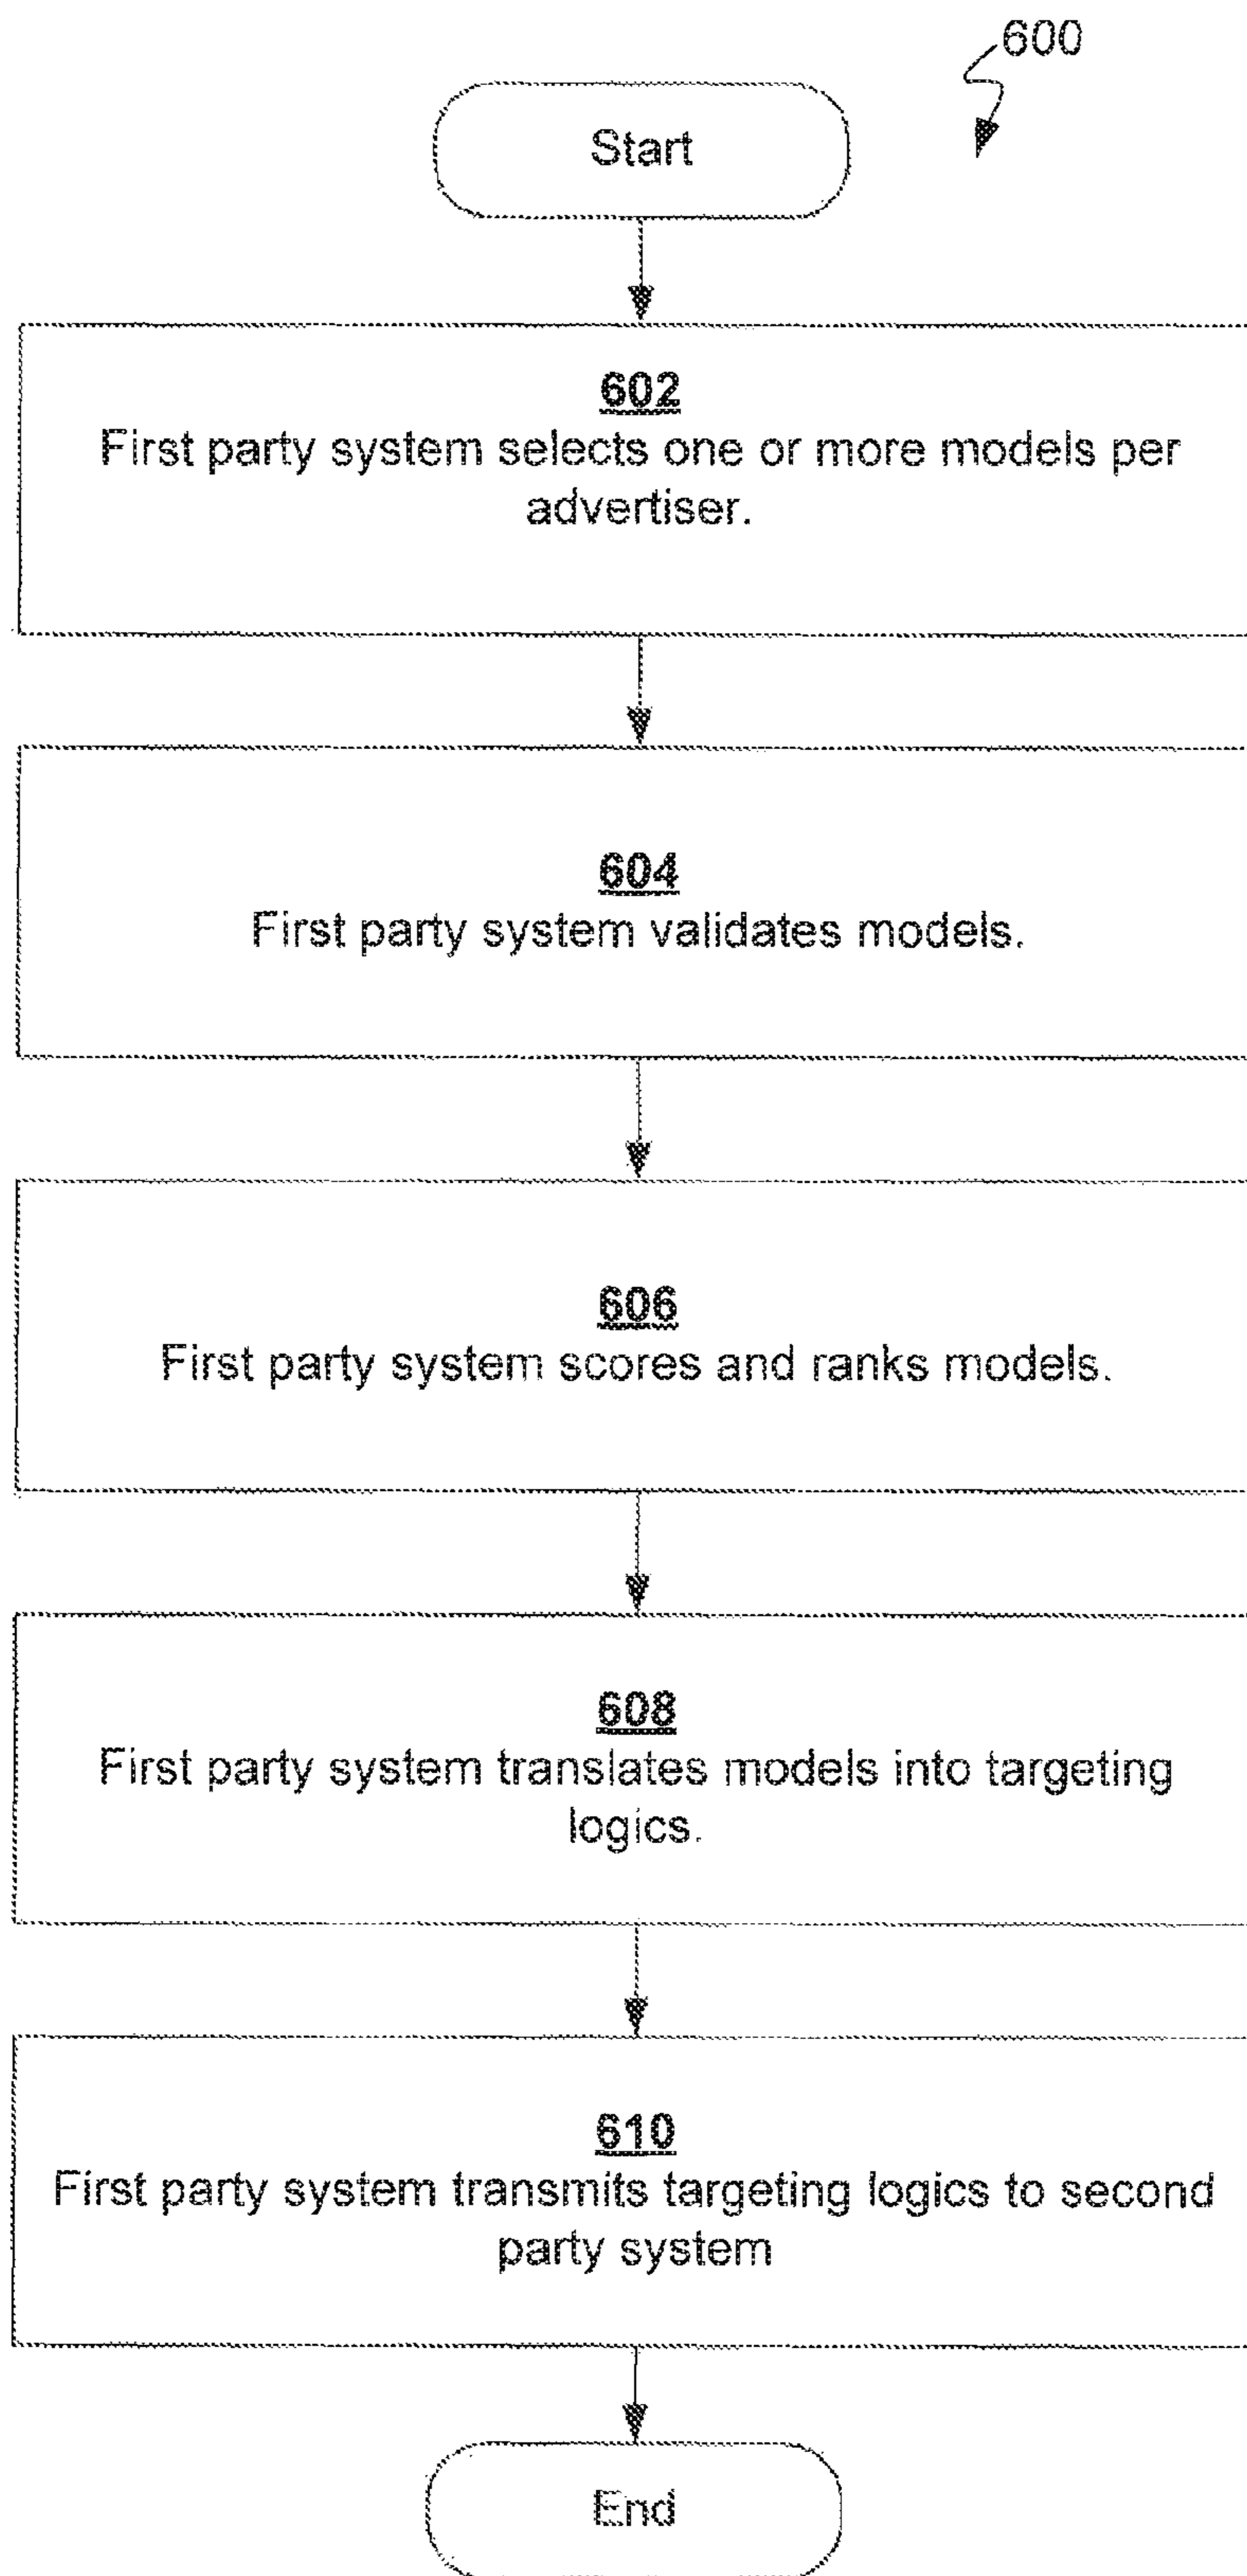 600
Start
602
First party system selects one or more models per
advertiser.
604
First party system validates models.
606
First party system scores and ranks models.
608
First party system translates models into targeting
logics.
610
First party system transmits targeting logics to second
party system
End